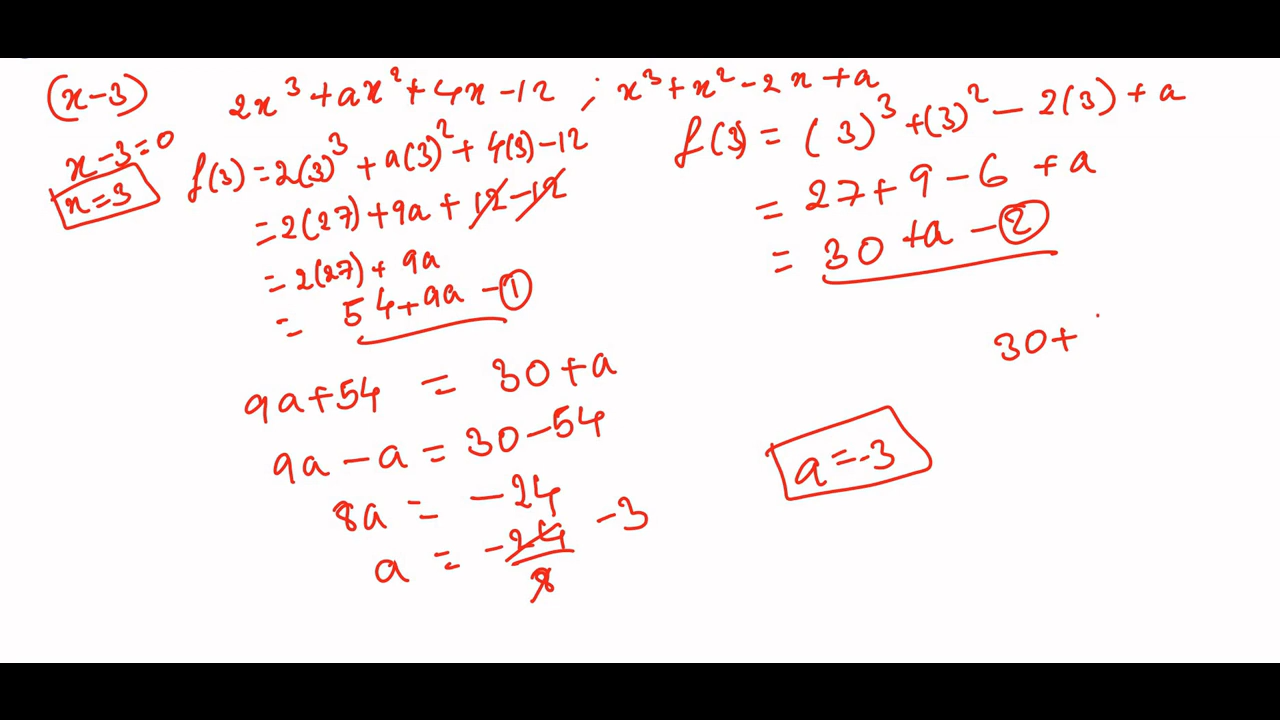 (x-3) 2x³+ax²+4x-12 ; x³+x²-2x+a
x-3=0
x=3
f(3)=2(3)³+a(3)²+4(3)-12
=2(27)+9a+12-12
=2(27)+9a
= 54+9a-①
f(3)=(3)³+(3)²-2(3)+a
=27+9-6+a
=30+a-②
9a+54 = 30+a
9a-a=30-54
8a = -24
a = -24/8 -3
30+
a=-3